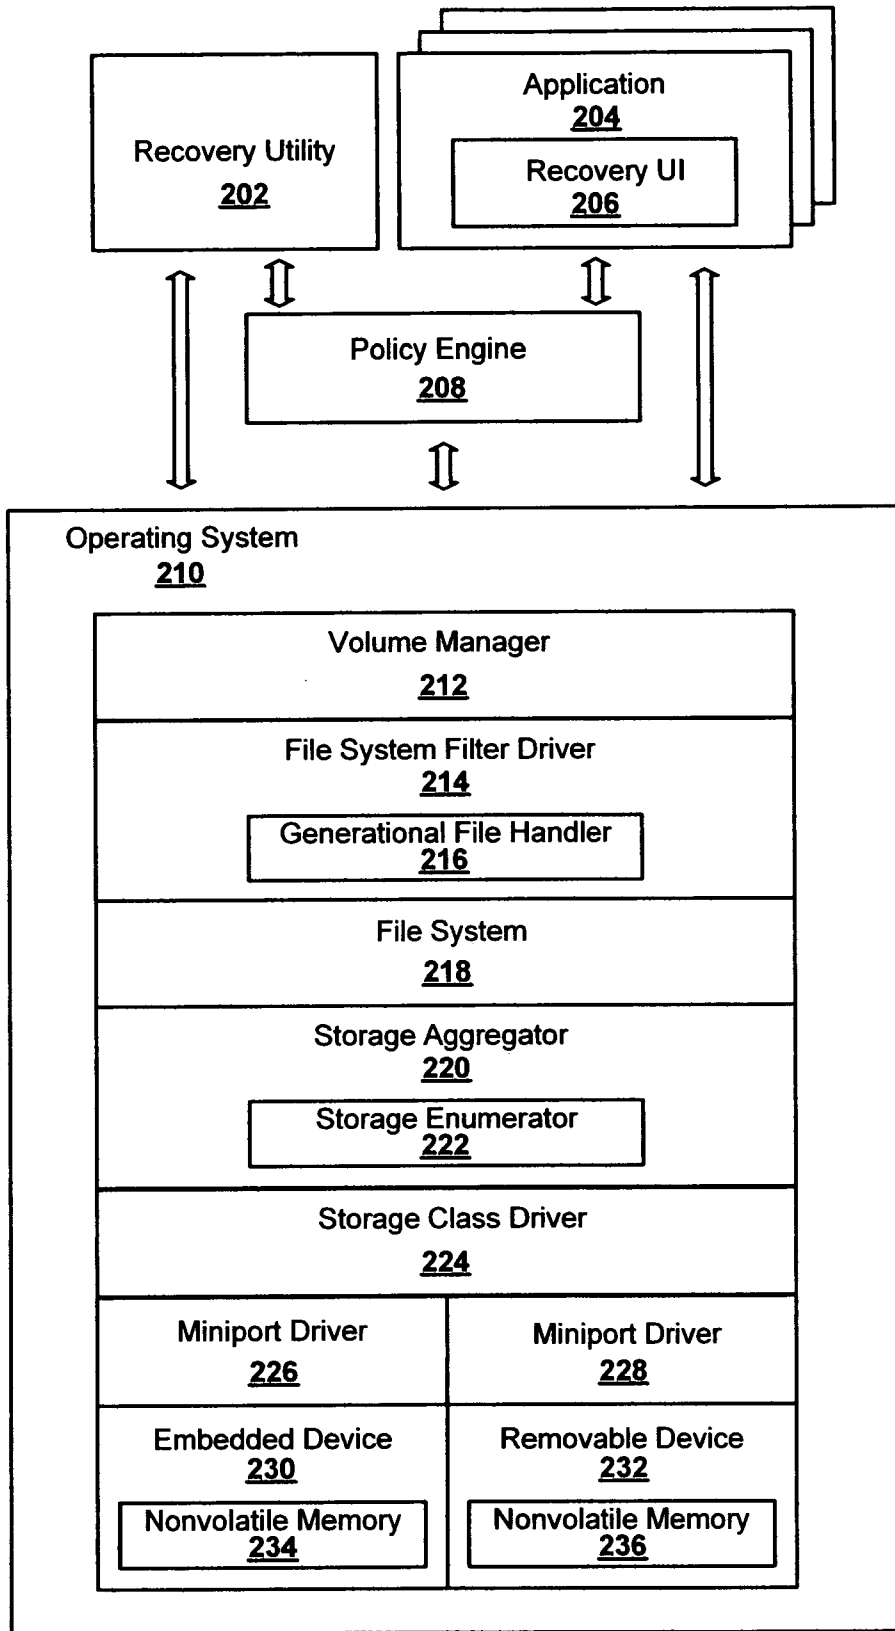 Recovery Utility
202
Application
204
Recovery UI
206
Policy Engine
208
Operating System
210
Volume Manager
212
File System Filter Driver
214
Generational File Handler
216
File System
218
Storage Aggregator
220
Storage Enumerator
222
Storage Class Driver
224
Miniport Driver
226
Miniport Driver
228
Embedded Device
230
Nonvolatile Memory
234
Removable Device
232
Nonvolatile Memory
236